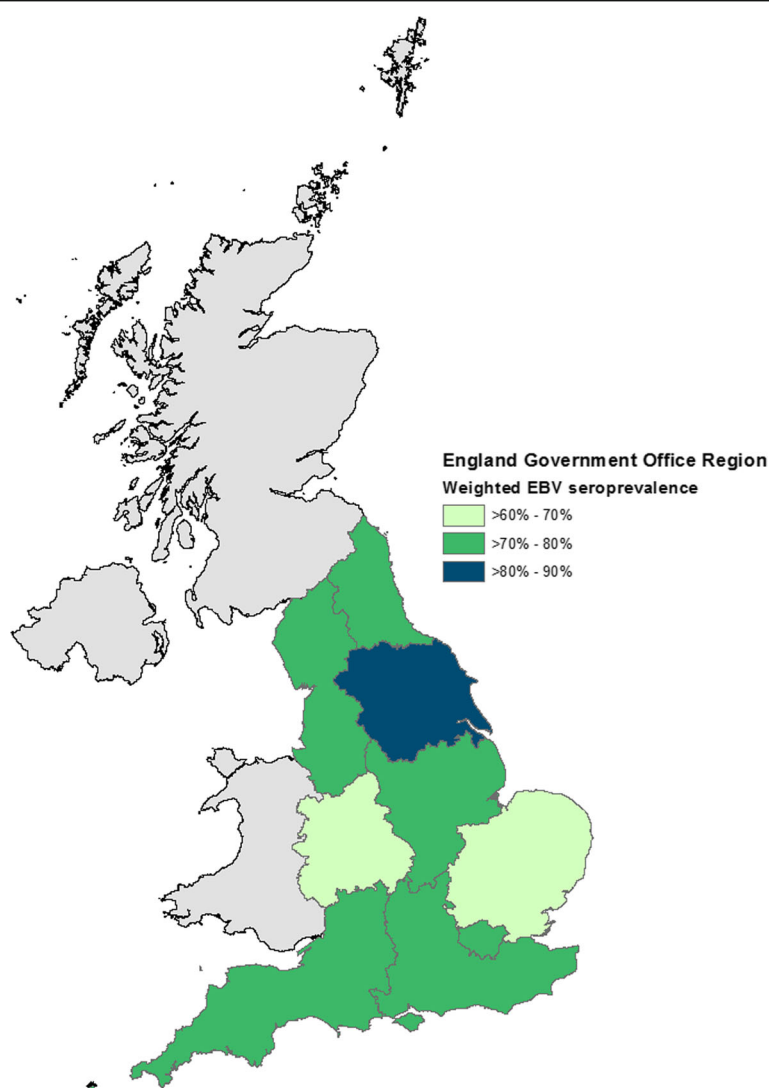 England Government Office Region
Weighted EBV seroprevalence
>60% - 70%
>70% - 80%
>80% - 90%